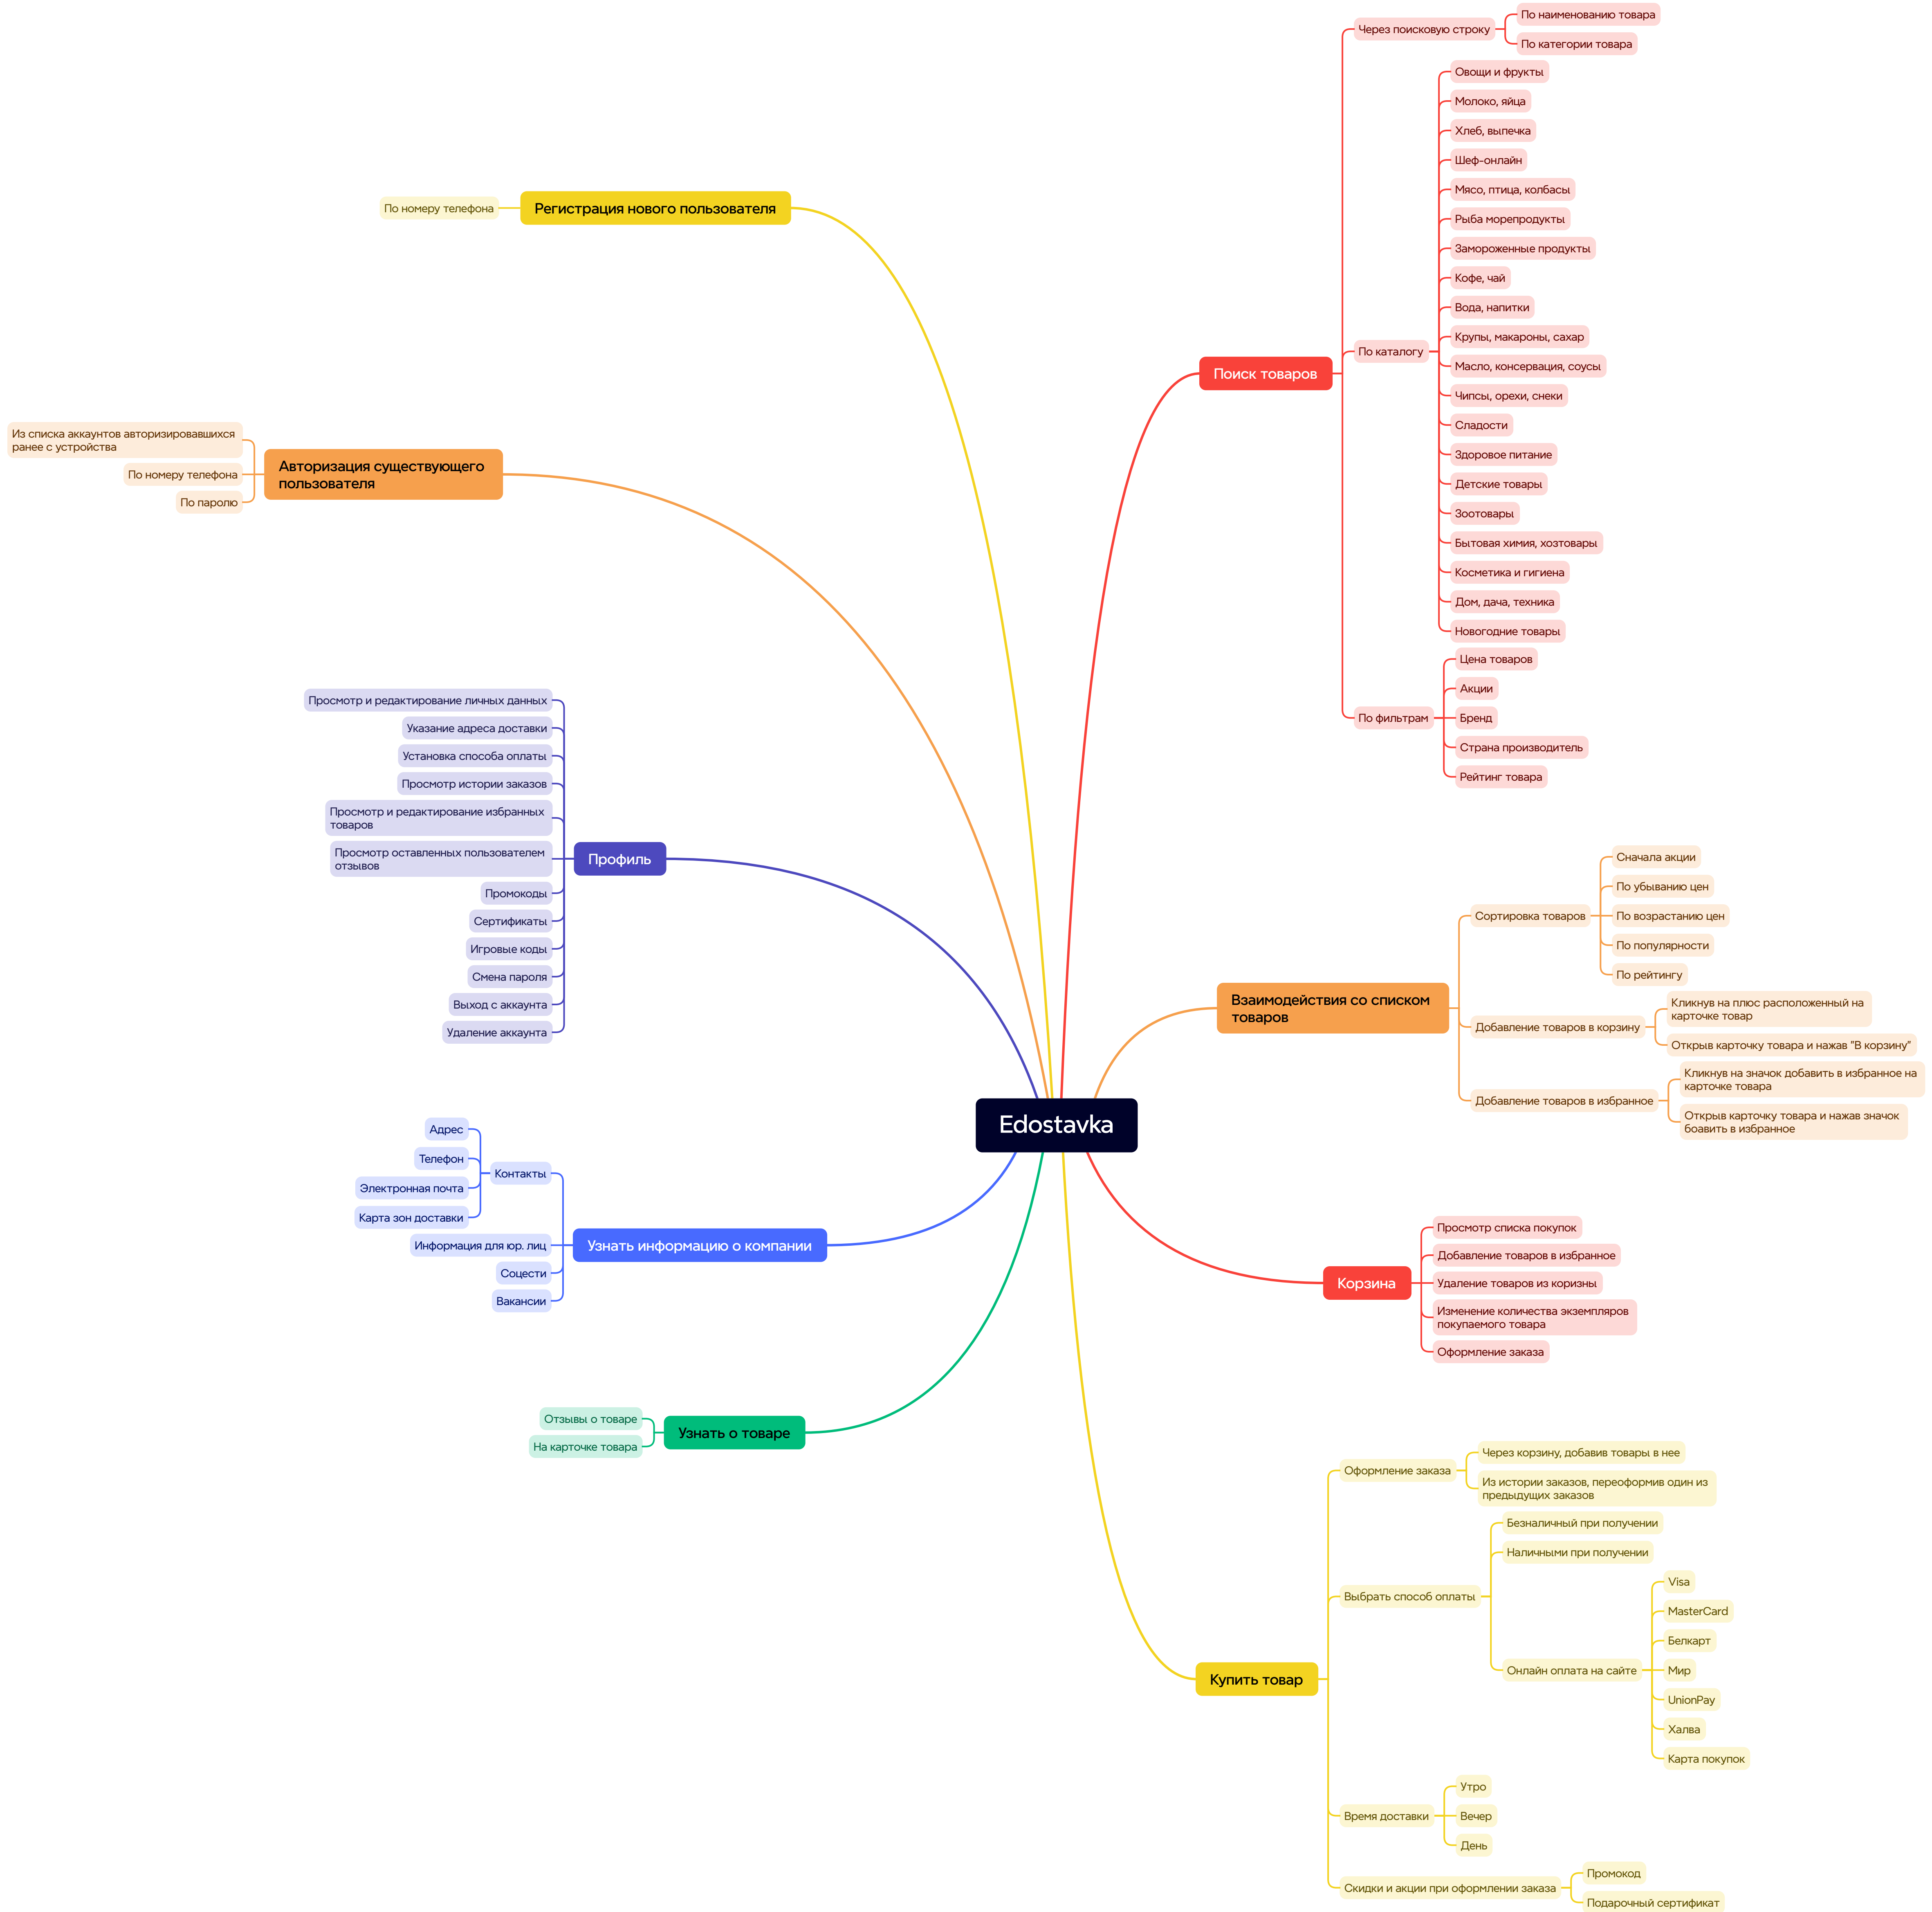 Edostavka
Поиск товаров
Через поисковую строку
По наименованию товара
По категории товара
По каталогу
Овощи и фрукты
Молоко, яйца
Хлеб, выпечка
Шеф-онлайн
Мясо, птица, колбасы
Рыба морепродукты
Замороженные продукты
Кофе, чай
Вода, напитки
Крупы, макароны, сахар
Масло, консервация, соусы
Чипсы, орехи, снеки
Сладости
Здоровое питание
Детские товары
Зоотовары
Бытовая химия, хозтовары
Косметика и гигиена
Дом, дача, техника
Новогодние товары
По фильтрам
Цена товаров
Акции
Бренд
Страна производитель
Рейтинг товара
Взаимодействия со списком
товаров
Сортировка товаров
Сначала акции
По убыванию цен
По возрастанию цен
По популярности
По рейтингу
Добавление товаров в корзину
Кликнув на плюс расположенный на
карточке товар
Открыв карточку товара и нажав "В корзину"
Добавление товаров в избранное
Кликнув на значок добавить в избранное на
карточке товара
Открыв карточку товара и нажав значок
боавить в избранное
Корзина
Просмотр списка покупок
Добавление товаров в избранное
Удаление товаров из коризны
Изменение количества экземпляров
покупаемого товара
Оформление заказа
Купить товар
Оформление заказа
Через корзину, добавив товары в нее
Из истории заказов, переоформив один из
предыдущих заказов
Выбрать способ оплаты
Безналичный при получении
Наличными при получении
Онлайн оплата на сайте
Visa
MasterCard
Белкарт
Мир
UnionPay
Халва
Карта покупок
Время доставки
Утро
Вечер
День
Скидки и акции при оформлении заказа
Промокод
Подарочный сертификат
Регистрация нового пользователя
По номеру телефона
Авторизация существующего
пользователя
Из списка аккаунтов авторизировавшихся
ранее с устройства
По номеру телефона
По паролю
Профиль
Просмотр и редактирование личных данных
Указание адреса доставки
Установка способа оплаты
Просмотр истории заказов
Просмотр и редактирование избранных
товаров
Просмотр оставленных пользователем
отзывов
Промокоды
Сертификаты
Игровые коды
Смена пароля
Выход с аккаунта
Удаление аккаунта
Узнать информацию о компании
Контакты
Адрес
Телефон
Электронная почта
Карта зон доставки
Информация для юр. лиц
Соцести
Вакансии
Узнать о товаре
Отзывы о товаре
На карточке товара